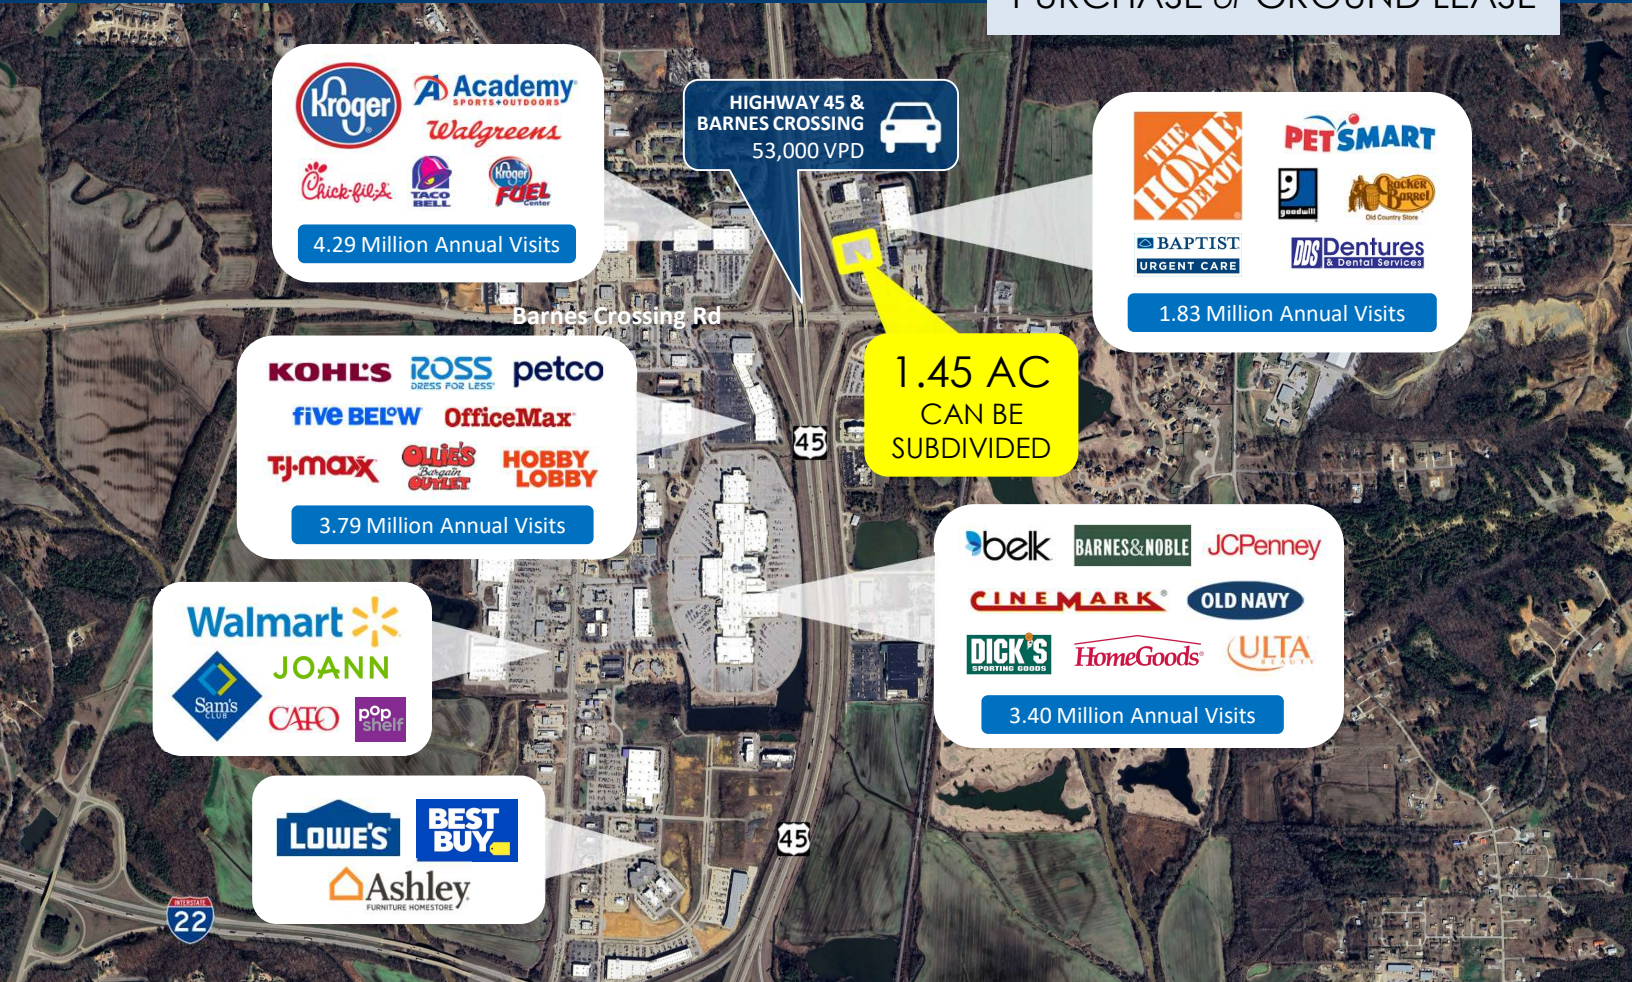 PURCHASE or GROUND LEASE
Kroger
Academy
SPORTS+OUTDOORS
Walgreens
Chick-fil-A
TACO
BELL
Kroger
FUEL
Center
4.29 Million Annual Visits
HIGHWAY 45 &
BARNES CROSSING
53,000 VPD
THE
HOME
DEPOT
PETSMART
goodwill
CRACKER
BARREL
Old Country Store
BAPTIST
URGENT CARE
DDS Dentures
& Dental Services
1.83 Million Annual Visits
Barnes Crossing Rd
1.45 AC
CAN BE
SUBDIVIDED
KOHL'S
ROSS
DRESS FOR LESS
petco
five BEL°W
OfficeMax
T.J.maxx
OLLIE'S
Bargain
OUTLET
HOBBY
LOBBY
3.79 Million Annual Visits
45
belk
BARNES&NOBLE
JCPenney
CINEMARK
OLD NAVY
DICK'S
SPORTING GOODS
HomeGoods
ULTA
BEAUTY
3.40 Million Annual Visits
Walmart
JOANN
Sam's
CLUB
CATO
pop
shelf
LOWE'S
BEST
BUY
Ashley
FURNITURE HOMESTORE
45
INTERSTATE
22